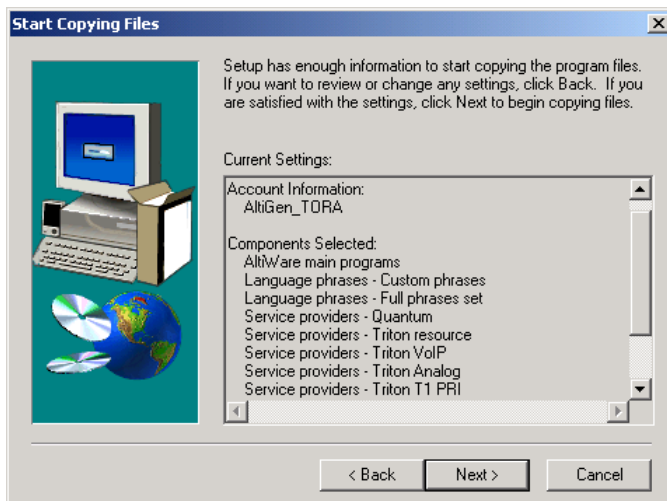 Start Copying Files
Setup has enough information to start copying the program files.
If you want to review or change any settings, click Back. If you
are satisfied with the settings, click Next to begin copying files.
Current Settings:
Account Information:
AltiGen_TORA
Components Selected:
AltiWare main programs
Language phrases - Custom phrases
Language phrases - Full phrases set
Service providers - Quantum
Service providers - Triton resource
Service providers - Triton VoIP
Service providers - Triton Analog
Service providers - Triton T1 PRI
< Back
Next >
Cancel